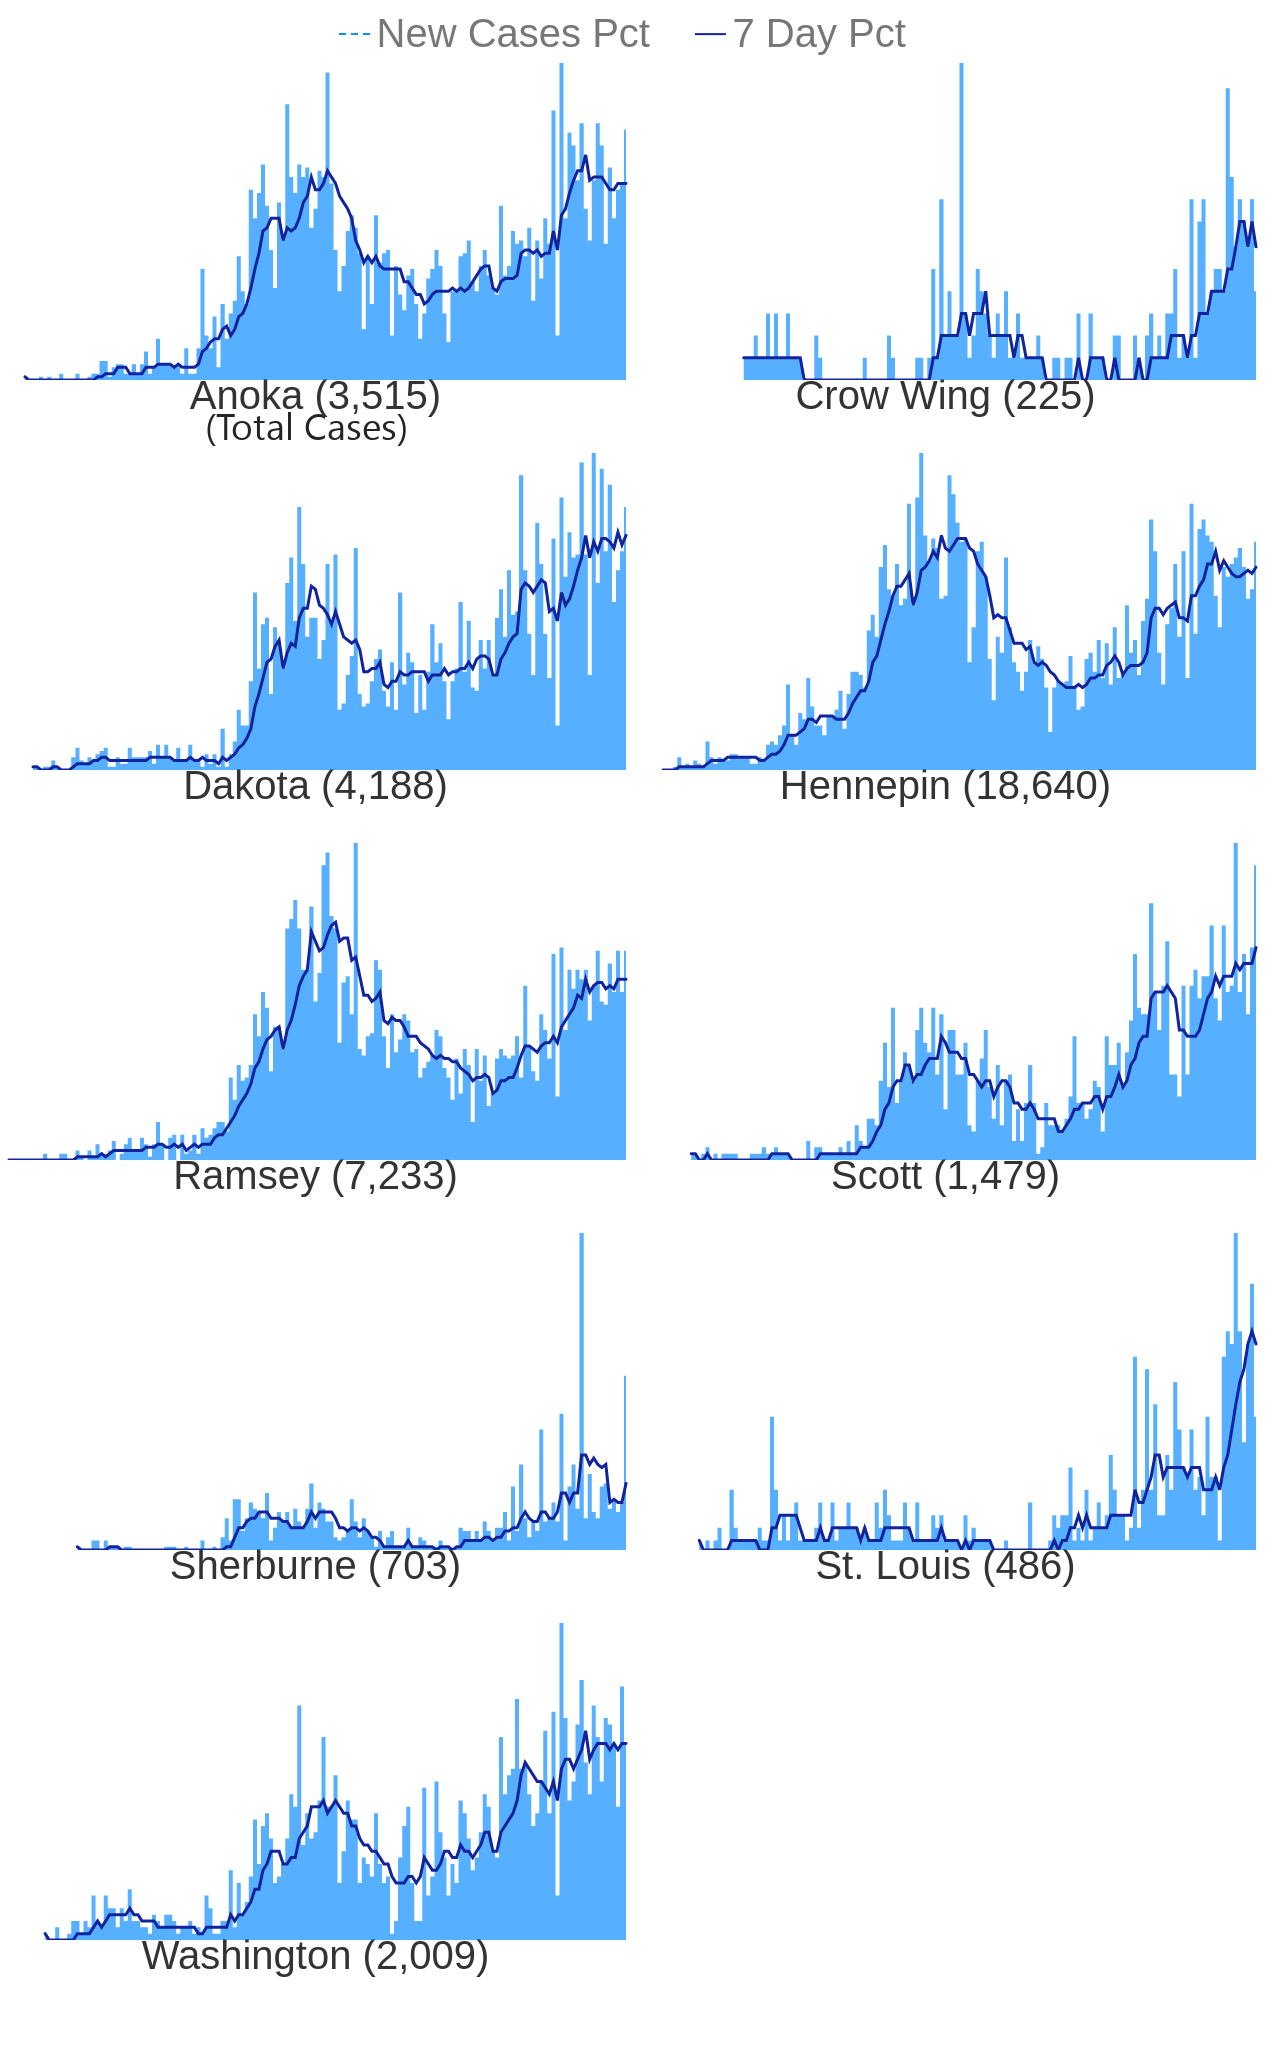 New Cases Pct 7 Day Pct
Anoka (3,515) Crow Wing (225)
(Total Cases)
Dakota (4,188) Hennepin (18,640)
Ramsey (7,233) Scott (1,479)
Sherburne (703) St. Louis (486)
Washington (2,009)